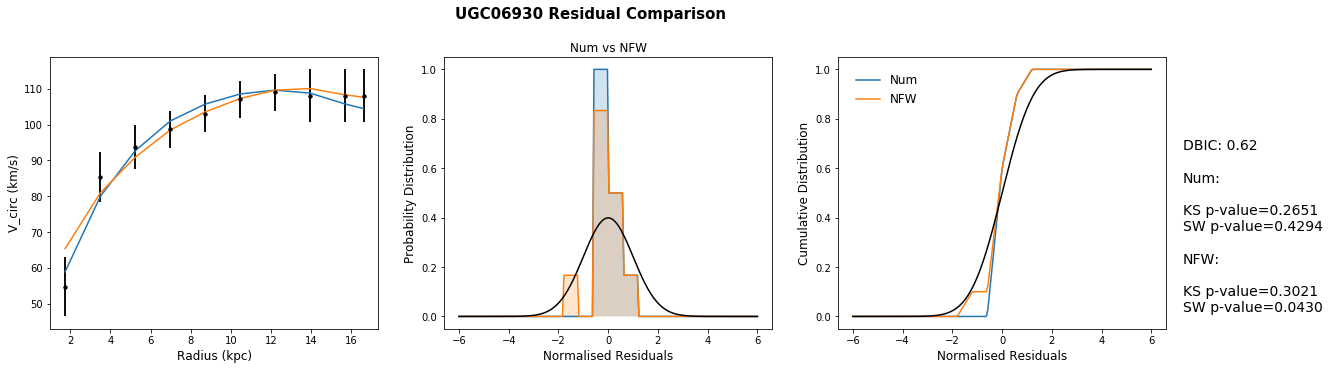 UGC06930 Residual Comparison
V_circ (km/s)
110
100
90
80
70
60
50
2 4 6 8 10 12 14 16
Radius (kpc)
Num vs NFW
Probability Distribution
1.0
0.8
0.6
0.4
0.2
0.0
−6 −4 −2 0 2 4 6
Normalised Residuals
Cumulative Distribution
1.0
0.8
0.6
0.4
0.2
0.0
−6 −4 −2 0 2 4 6
Normalised Residuals
Num
NFW
DBIC: 0.62
Num:
KS p-value=0.2651
SW p-value=0.4294
NFW:
KS p-value=0.3021
SW p-value=0.0430